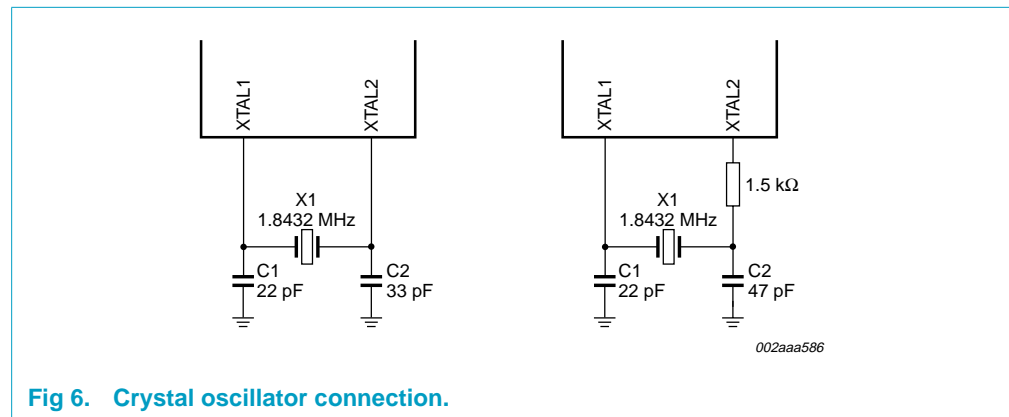 XTAL1
XTAL2
X1
1.8432 MHz
C1
22 pF
C2
33 pF
XTAL1
XTAL2
1.5 kΩ
X1
1.8432 MHz
C1
22 pF
C2
47 pF
002aaa586
Fig 6. Crystal oscillator connection.